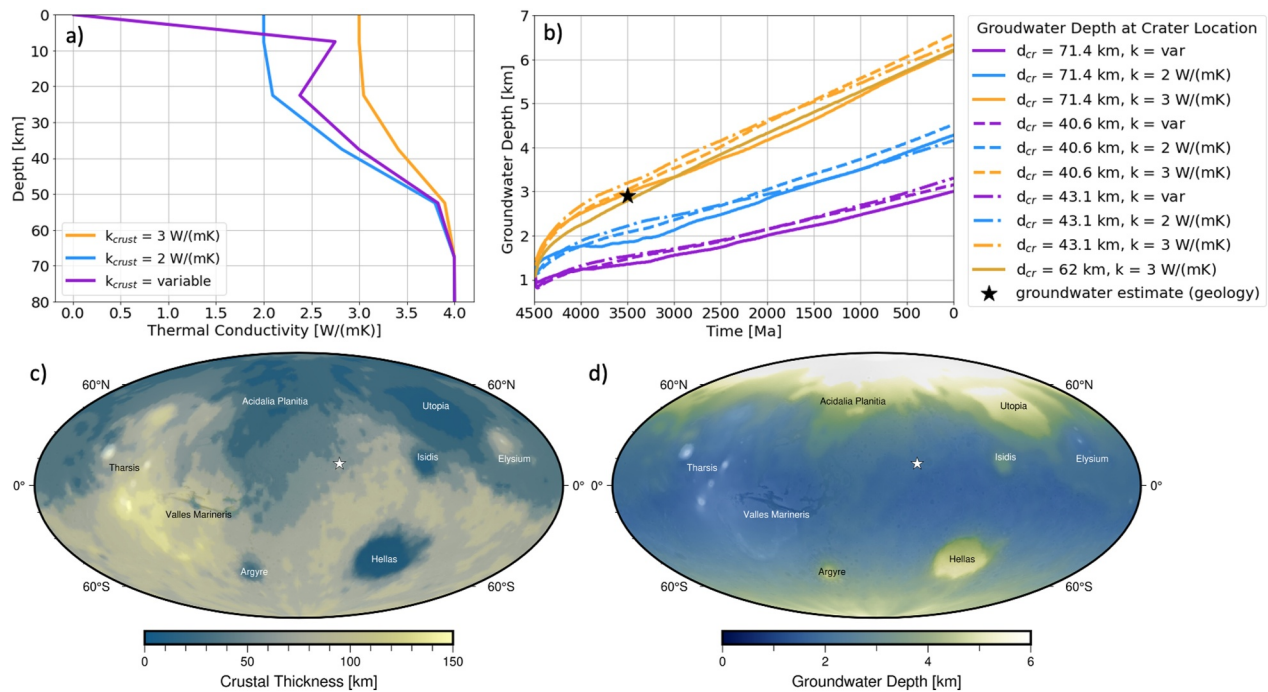 a)
0
10
20
30
40
50
60
70
80
Depth [km]
k_crust = 3 W/(mK)
k_crust = 2 W/(mK)
k_crust = variable
0.0 0.5 1.0 1.5 2.0 2.5 3.0 3.5 4.0
Thermal Conductivity [W/(mK)]
b)
7
6
5
4
3
2
1
Groundwater Depth [km]
4500 4000 3500 3000 2500 2000 1500 1000 500 0
Time [Ma]
Groudwater Depth at Crater Location
d_cr = 71.4 km, k = var
d_cr = 71.4 km, k = 2 W/(mK)
d_cr = 71.4 km, k = 3 W/(mK)
d_cr = 40.6 km, k = var
d_cr = 40.6 km, k = 2 W/(mK)
d_cr = 40.6 km, k = 3 W/(mK)
d_cr = 43.1 km, k = var
d_cr = 43.1 km, k = 2 W/(mK)
d_cr = 43.1 km, k = 3 W/(mK)
d_cr = 62 km, k = 3 W/(mK)
groundwater estimate (geology)
c)
60°N 60°N
Acidalia Planitia
Utopia
Tharsis
Isidis
Elysium
0° 0°
Valles Marineris
Argyre
Hellas
60°S 60°S
0 50 100 150
Crustal Thickness [km]
d)
60°N 60°N
Acidalia Planitia
Utopia
Tharsis
Isidis
Elysium
0° 0°
Valles Marineris
Argyre
Hellas
60°S 60°S
0 2 4 6
Groundwater Depth [km]